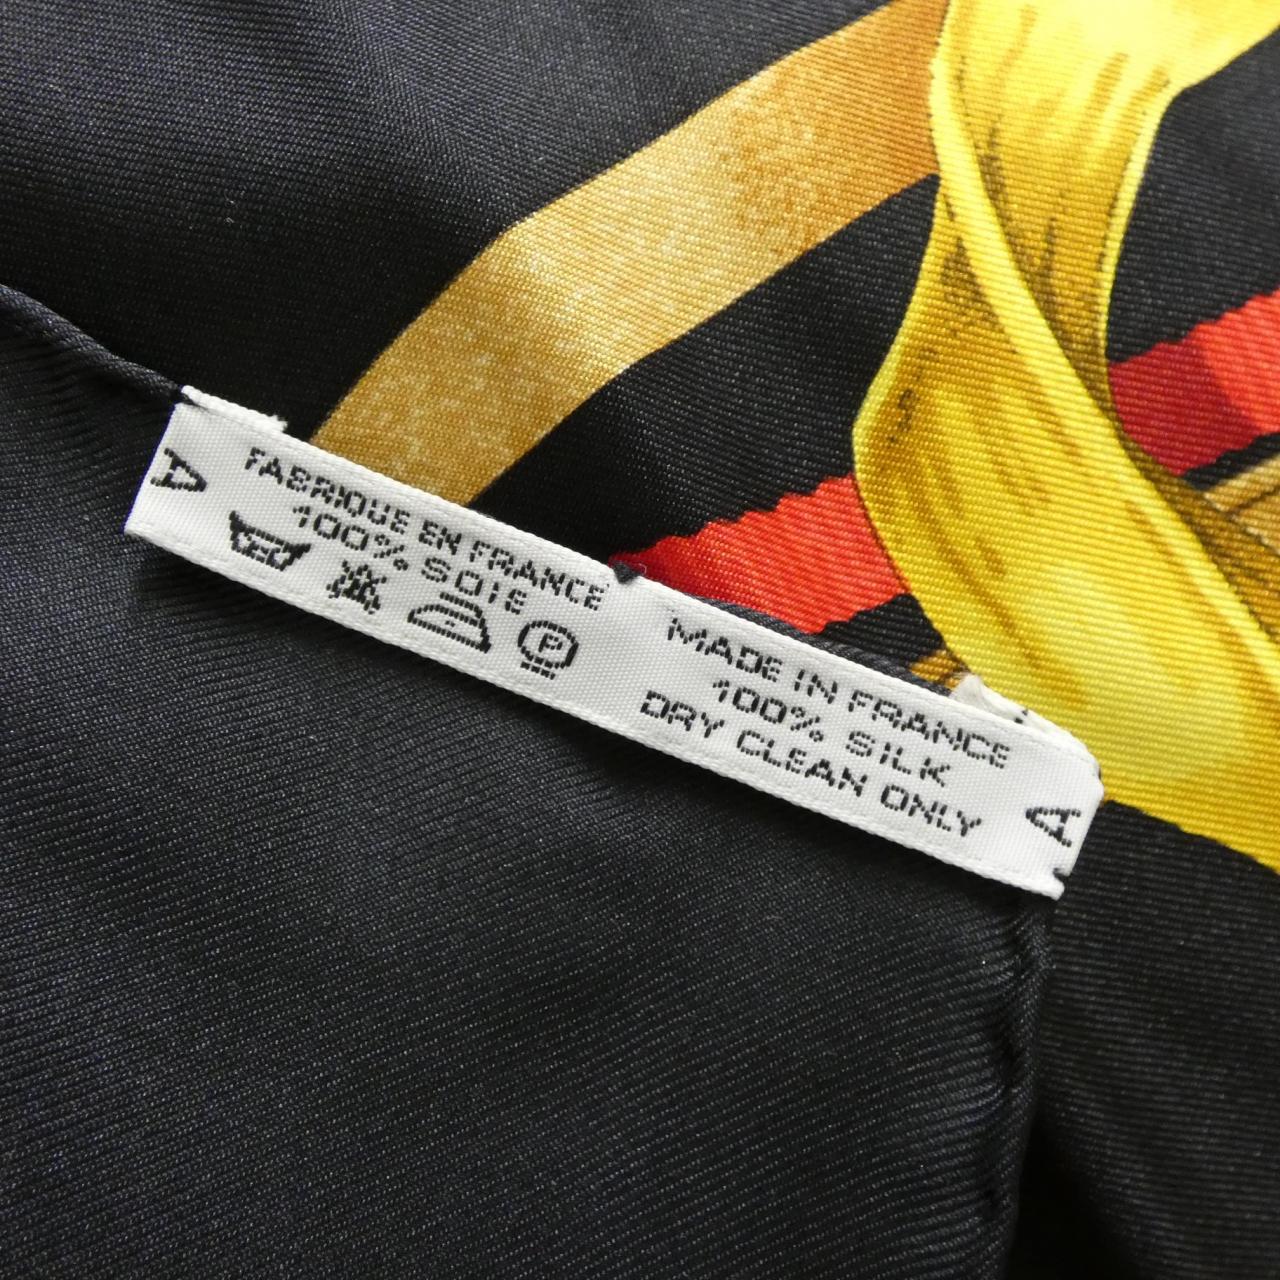 A
FABRIQUE EN FRANCE
100% SOIE
P
MADE IN FRANCE
100% SILK
DRY CLEAN ONLY
A